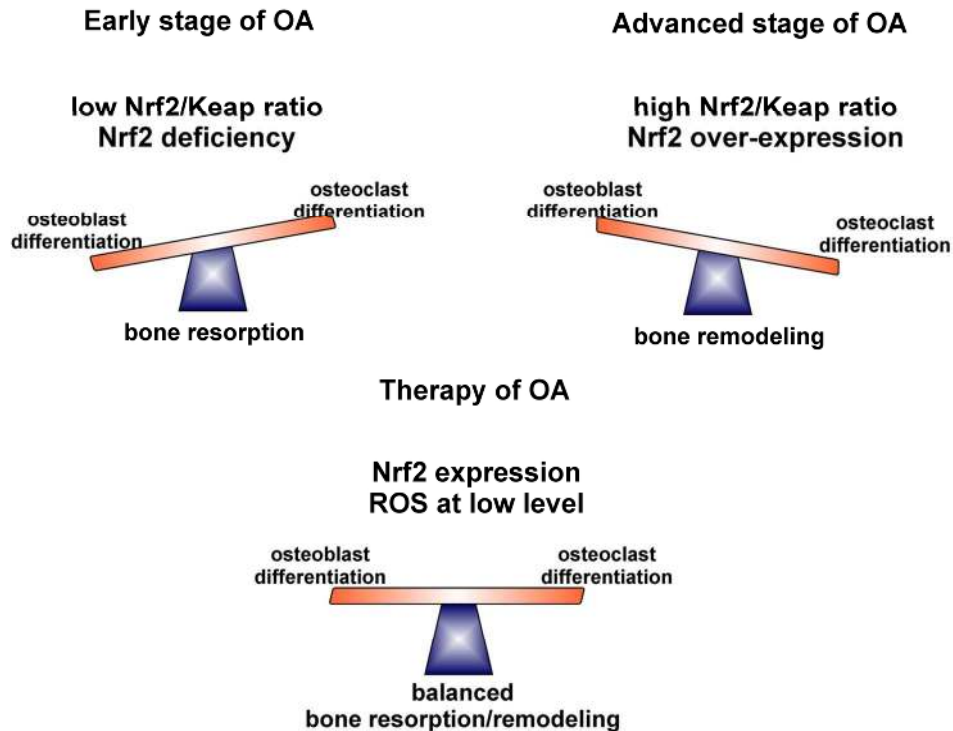 Early stage of OA
low Nrf2/Keap ratio
Nrf2 deficiency
osteoblast
differentiation
osteoclast
differentiation
bone resorption
Advanced stage of OA
high Nrf2/Keap ratio
Nrf2 over-expression
osteoblast
differentiation
osteoclast
differentiation
bone remodeling
Therapy of OA
Nrf2 expression
ROS at low level
osteoblast
differentiation
osteoclast
differentiation
balanced
bone resorption/remodeling